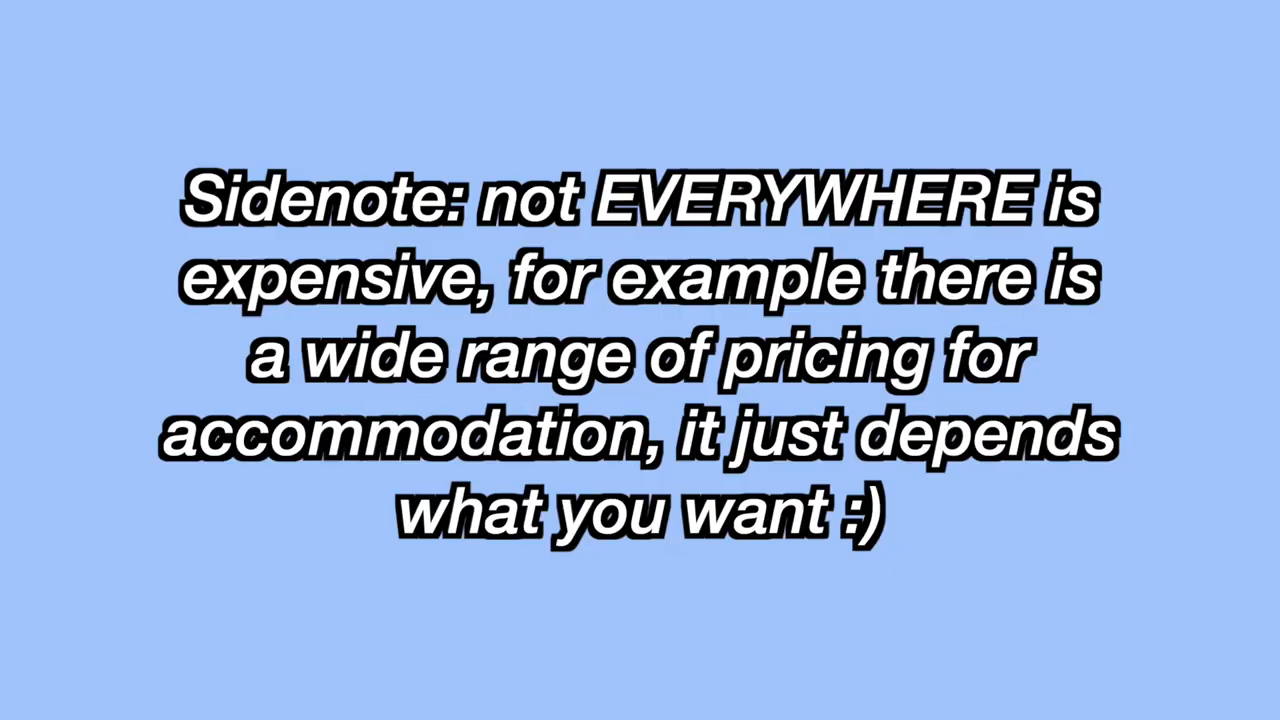 Sidenote: not EVERYWHERE is
expensive, for example there is
a wide range of pricing for
accommodation, it just depends
what you want :)